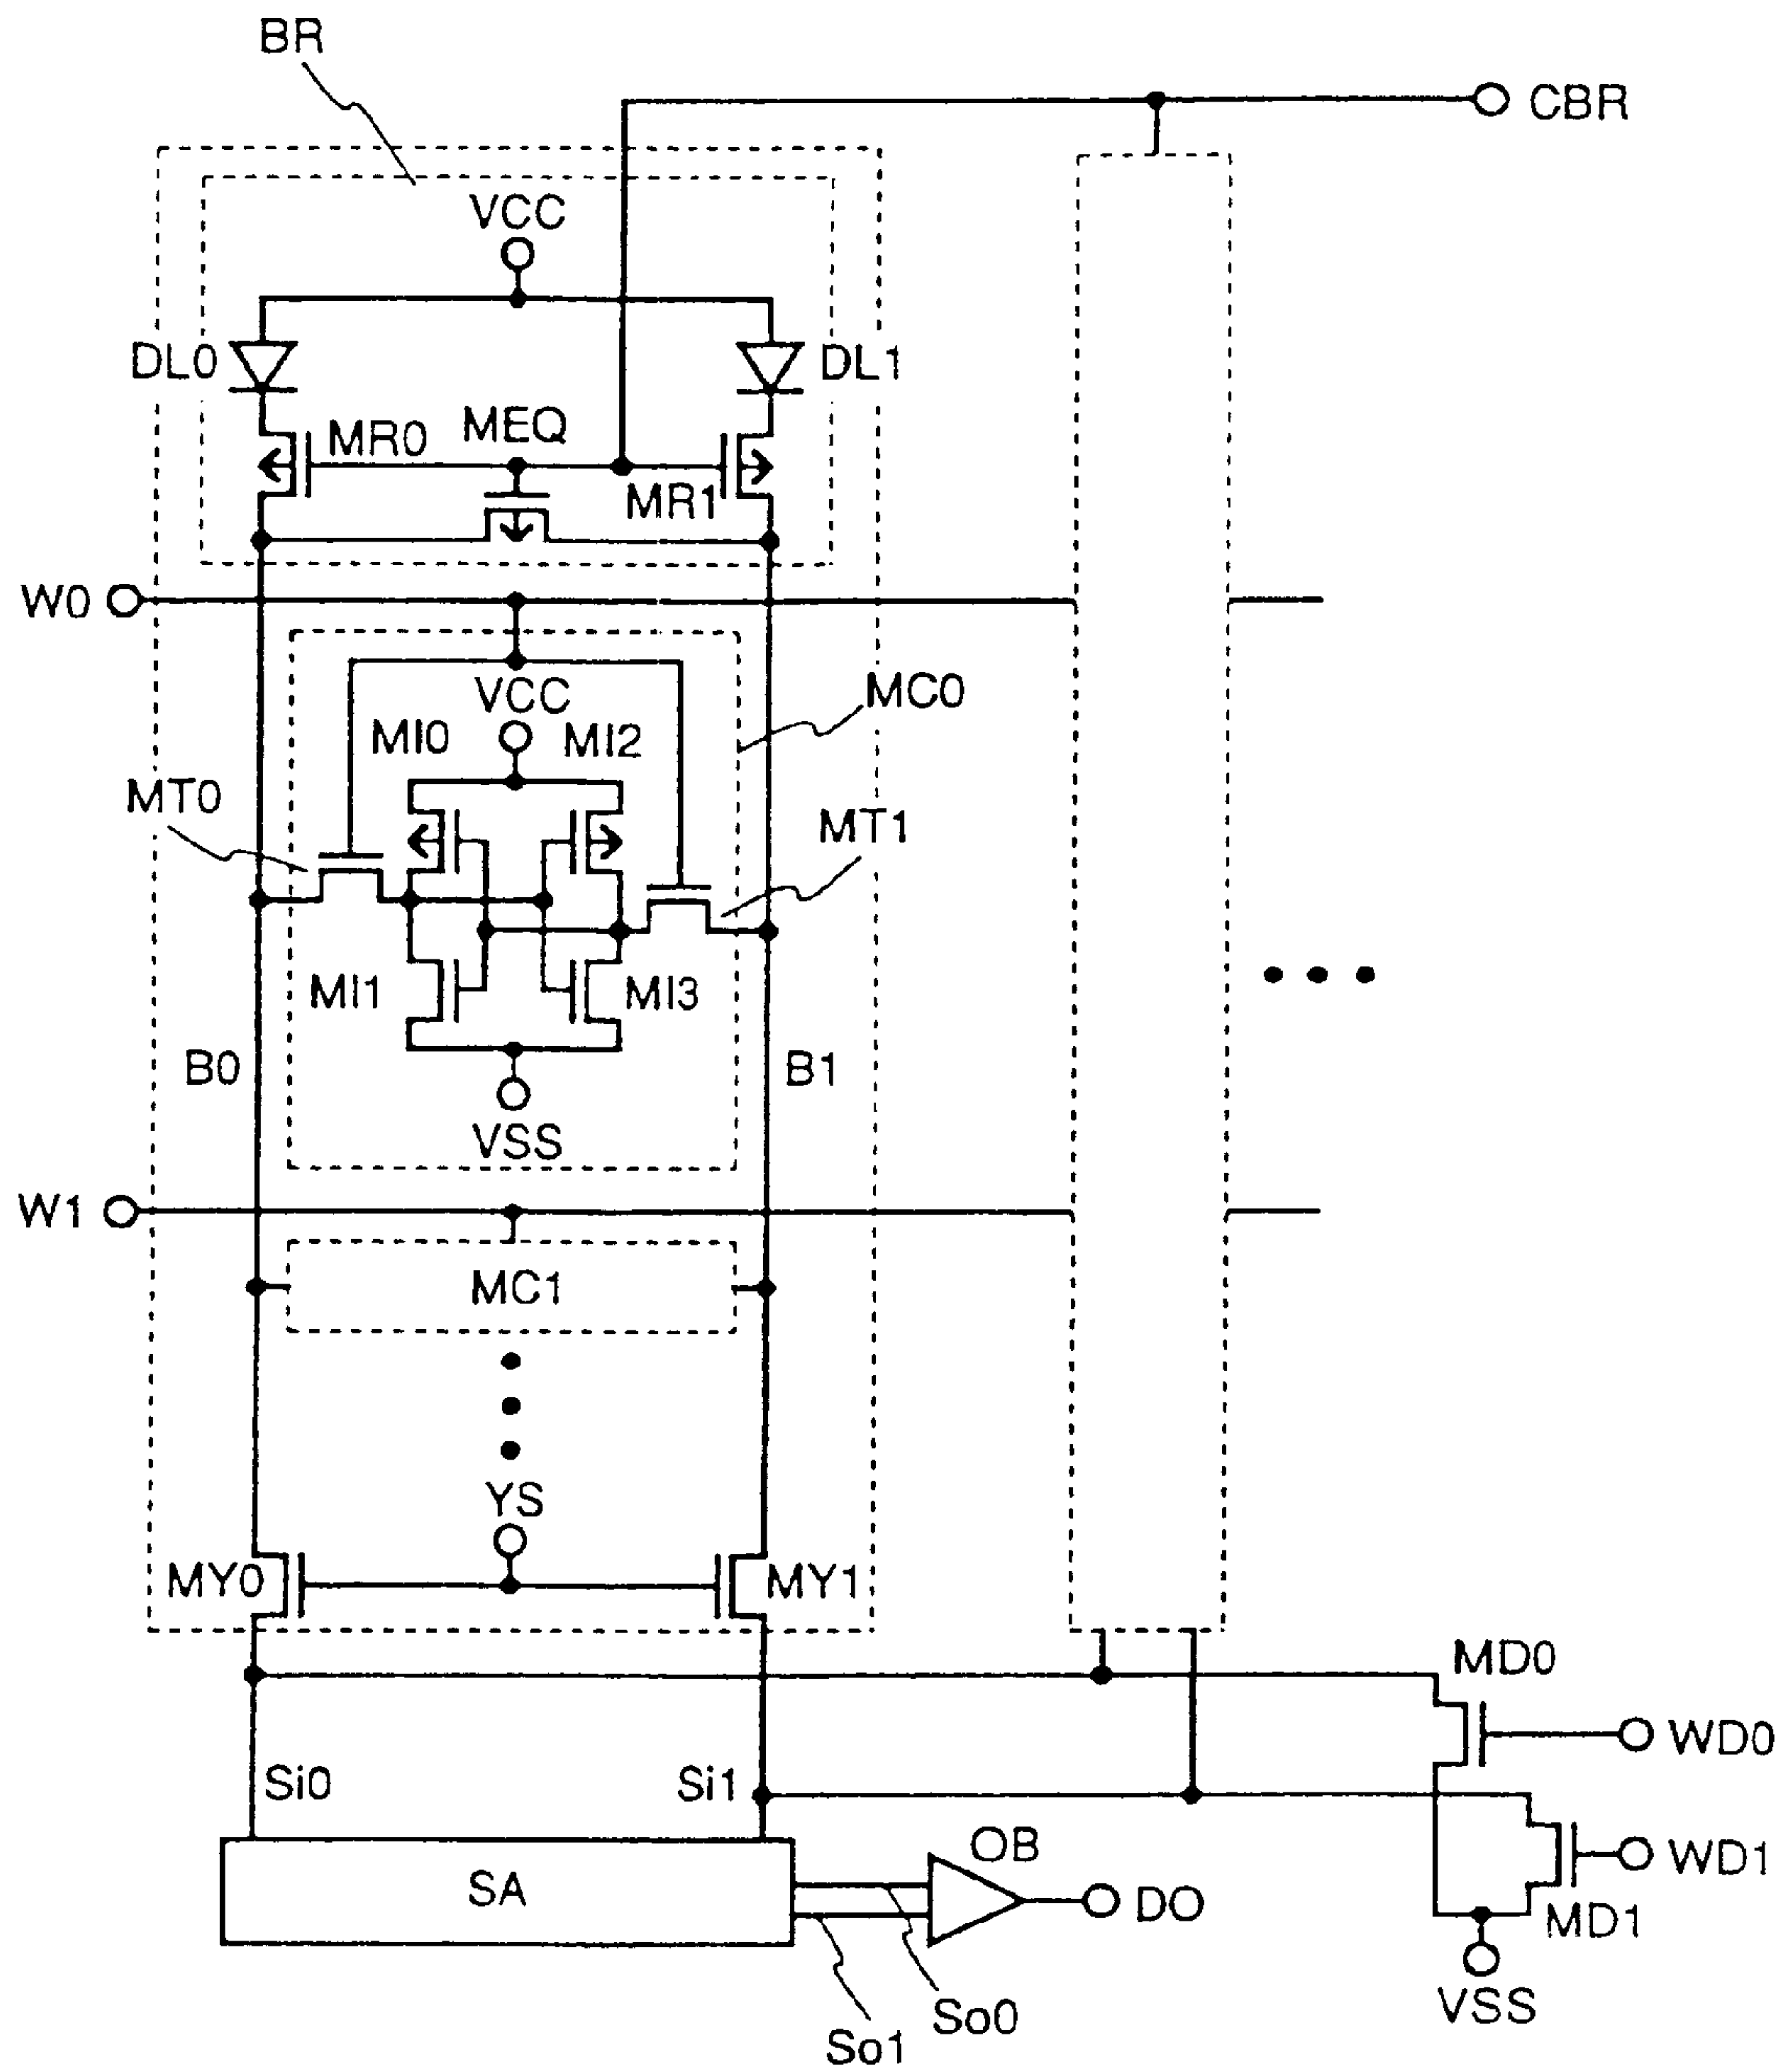 BR
CBR
VCC
DL0
DL1
MR0
MEQ
MR1
W0
VCC
MC0
MI0
MI2
MT0
MT1
MI1
MI3
B0
B1
VSS
W1
MC1
YS
MY0
MY1
MD0
WD0
Si0
Si1
OB
WD1
SA
DO
MD1
So0
VSS
So1